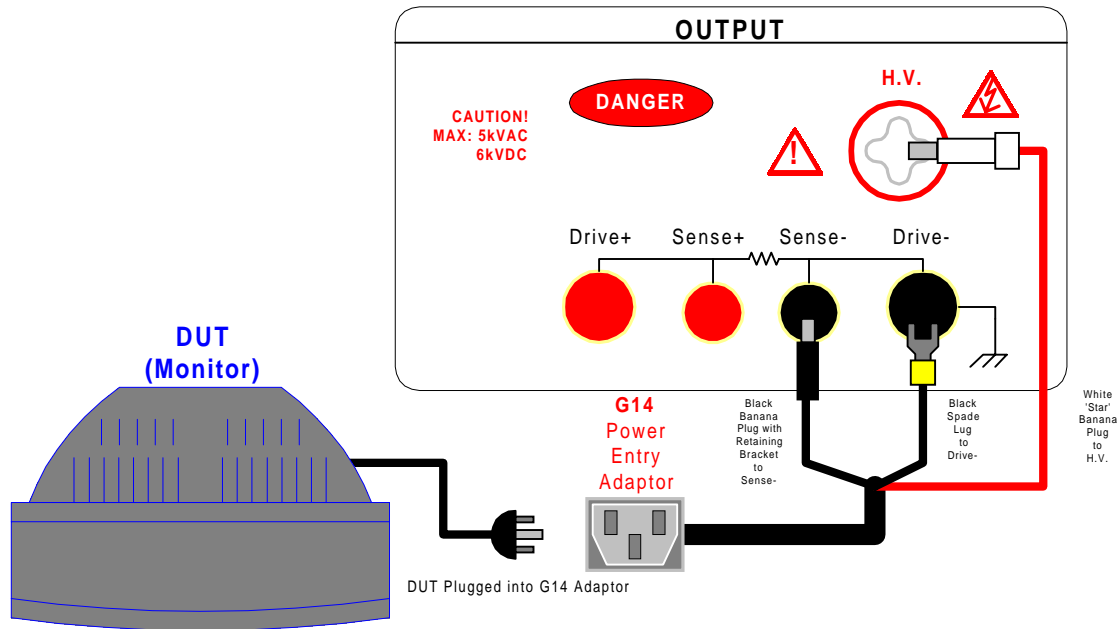 OUTPUT
H.V.
DANGER
CAUTION!
MAX: 5kVAC
6kVDC
!
Drive+ Sense+ Sense- Drive-
DUT
(Monitor)
G14
Power
Entry
Adaptor
Black
Banana
Plug with
Retaining
Bracket
to
Sense-
Black
Spade
Lug
to
Drive-
White
'Star'
Banana
Plug
to
H.V.
DUT Plugged into G14 Adaptor